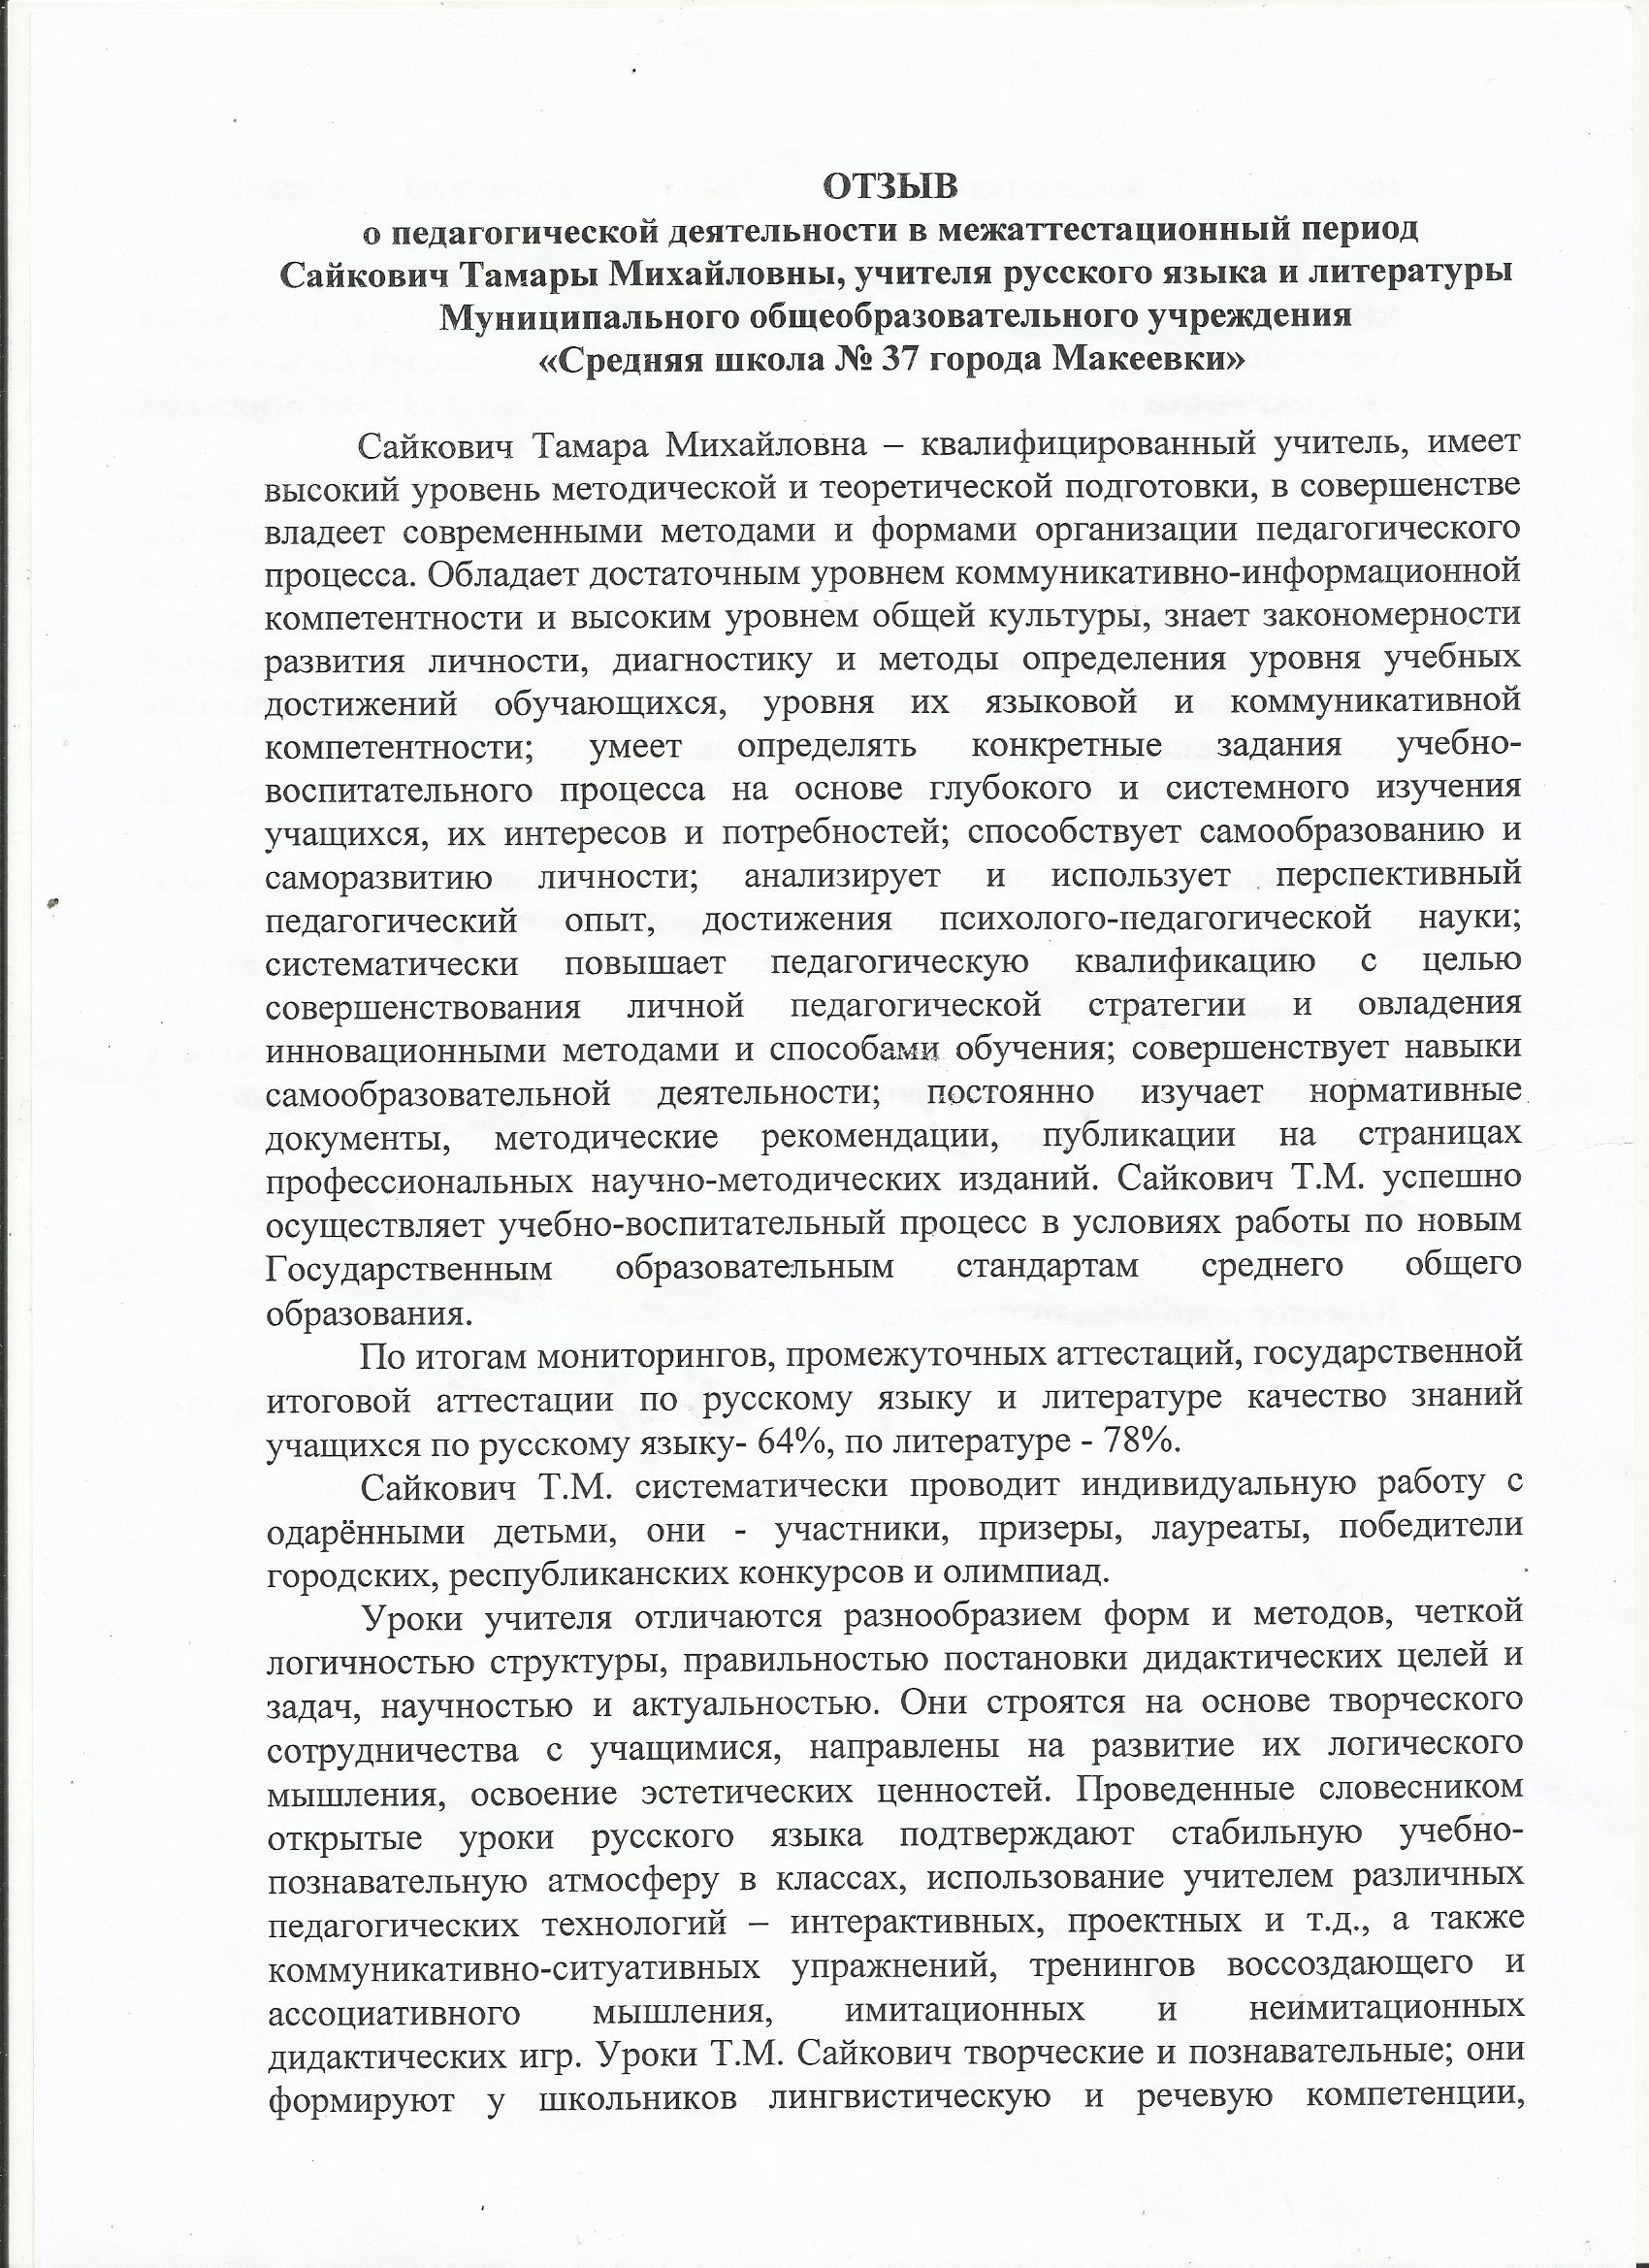 ОТЗЫВ
о педагогической деятельности в межаттестационный период
Сайкович Тамары Михайловны, учителя русского языка и литературы
Муниципального общеобразовательного учреждения
«Средняя школа № 37 города Макеевки»
Сайкович Тамара Михайловна – квалифицированный учитель, имеет
высокий уровень методической и теоретической подготовки, в совершенстве
владеет современными методами и формами организации педагогического
процесса. Обладает достаточным уровнем коммуникативно-информационной
компетентности и высоким уровнем общей культуры, знает закономерности
развития личности, диагностику и методы определения уровня учебных
достижений обучающихся, уровня их языковой и коммуникативной
компетентности; умеет определять конкретные задания учебно-
воспитательного процесса на основе глубокого и системного изучения
учащихся, их интересов и потребностей; способствует самообразованию и
саморазвитию личности; анализирует и использует перспективный
педагогический опыт, достижения психолого-педагогической науки;
систематически повышает педагогическую квалификацию с целью
совершенствования личной педагогической стратегии и овладения
инновационными методами и способами обучения; совершенствует навыки
самообразовательной деятельности; постоянно изучает нормативные
документы, методические рекомендации, публикации на страницах
профессиональных научно-методических изданий. Сайкович Т.М. успешно
осуществляет учебно-воспитательный процесс в условиях работы по новым
Государственным образовательным стандартам среднего общего
образования.
По итогам мониторингов, промежуточных аттестаций, государственной
итоговой аттестации по русскому языку и литературе качество знаний
учащихся по русскому языку- 64%, по литературе - 78%.
Сайкович Т.М. систематически проводит индивидуальную работу с
одарёнными детьми, они - участники, призеры, лауреаты, победители
городских, республиканских конкурсов и олимпиад.
Уроки учителя отличаются разнообразием форм и методов, четкой
логичностью структуры, правильностью постановки дидактических целей и
задач, научностью и актуальностью. Они строятся на основе творческого
сотрудничества с учащимися, направлены на развитие их логического
мышления, освоение эстетических ценностей. Проведенные словесником
открытые уроки русского языка подтверждают стабильную учебно-
познавательную атмосферу в классах, использование учителем различных
педагогических технологий – интерактивных, проектных и т.д., а также
коммуникативно-ситуативных упражнений, тренингов воссоздающего и
ассоциативного мышления, имитационных и неимитационных
дидактических игр. Уроки Т.М. Сайкович творческие и познавательные; они
формируют у школьников лингвистическую и речевую компетенции,